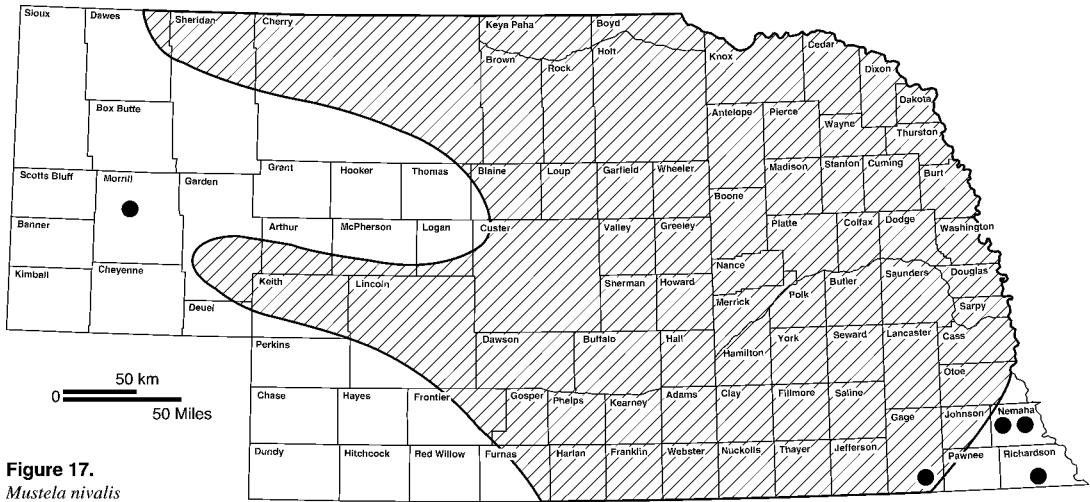 Sioux Dawes Sheridan Cherry Keya Paha Boyd
Brown Rock Holt Knox Cedar Dixon
Dakota
Box Butte Antelope Pierce Wayne Thurston
Scotts Bluff Morrill Garden Grant Hooker Thomas Blaine Loup Garfield Wheeler Madison Stanton Cuming Burt
Boone
Banner Arthur McPherson Logan Custer Valley Greeley Platte Colfax Dodge Washington
Kimball Cheyenne Keith Lincoln Sherman Howard Nance Merrick Polk Butler Saunders Douglas
Deuel Sarpy
Perkins Dawson Buffalo Hall Hamilton York Seward Lancaster Cass
Otoe
50 km
0
50 Miles
Chase Hayes Frontier Gosper Phelps Kearney Adams Clay Fillmore Saline Gage Johnson Nemaha
Dundy Hitchcock Red Willow Furnas Harlan Franklin Webster Nuckolls Thayer Jefferson Pawnee Richardson
Figure 17.
Mustela nivalis